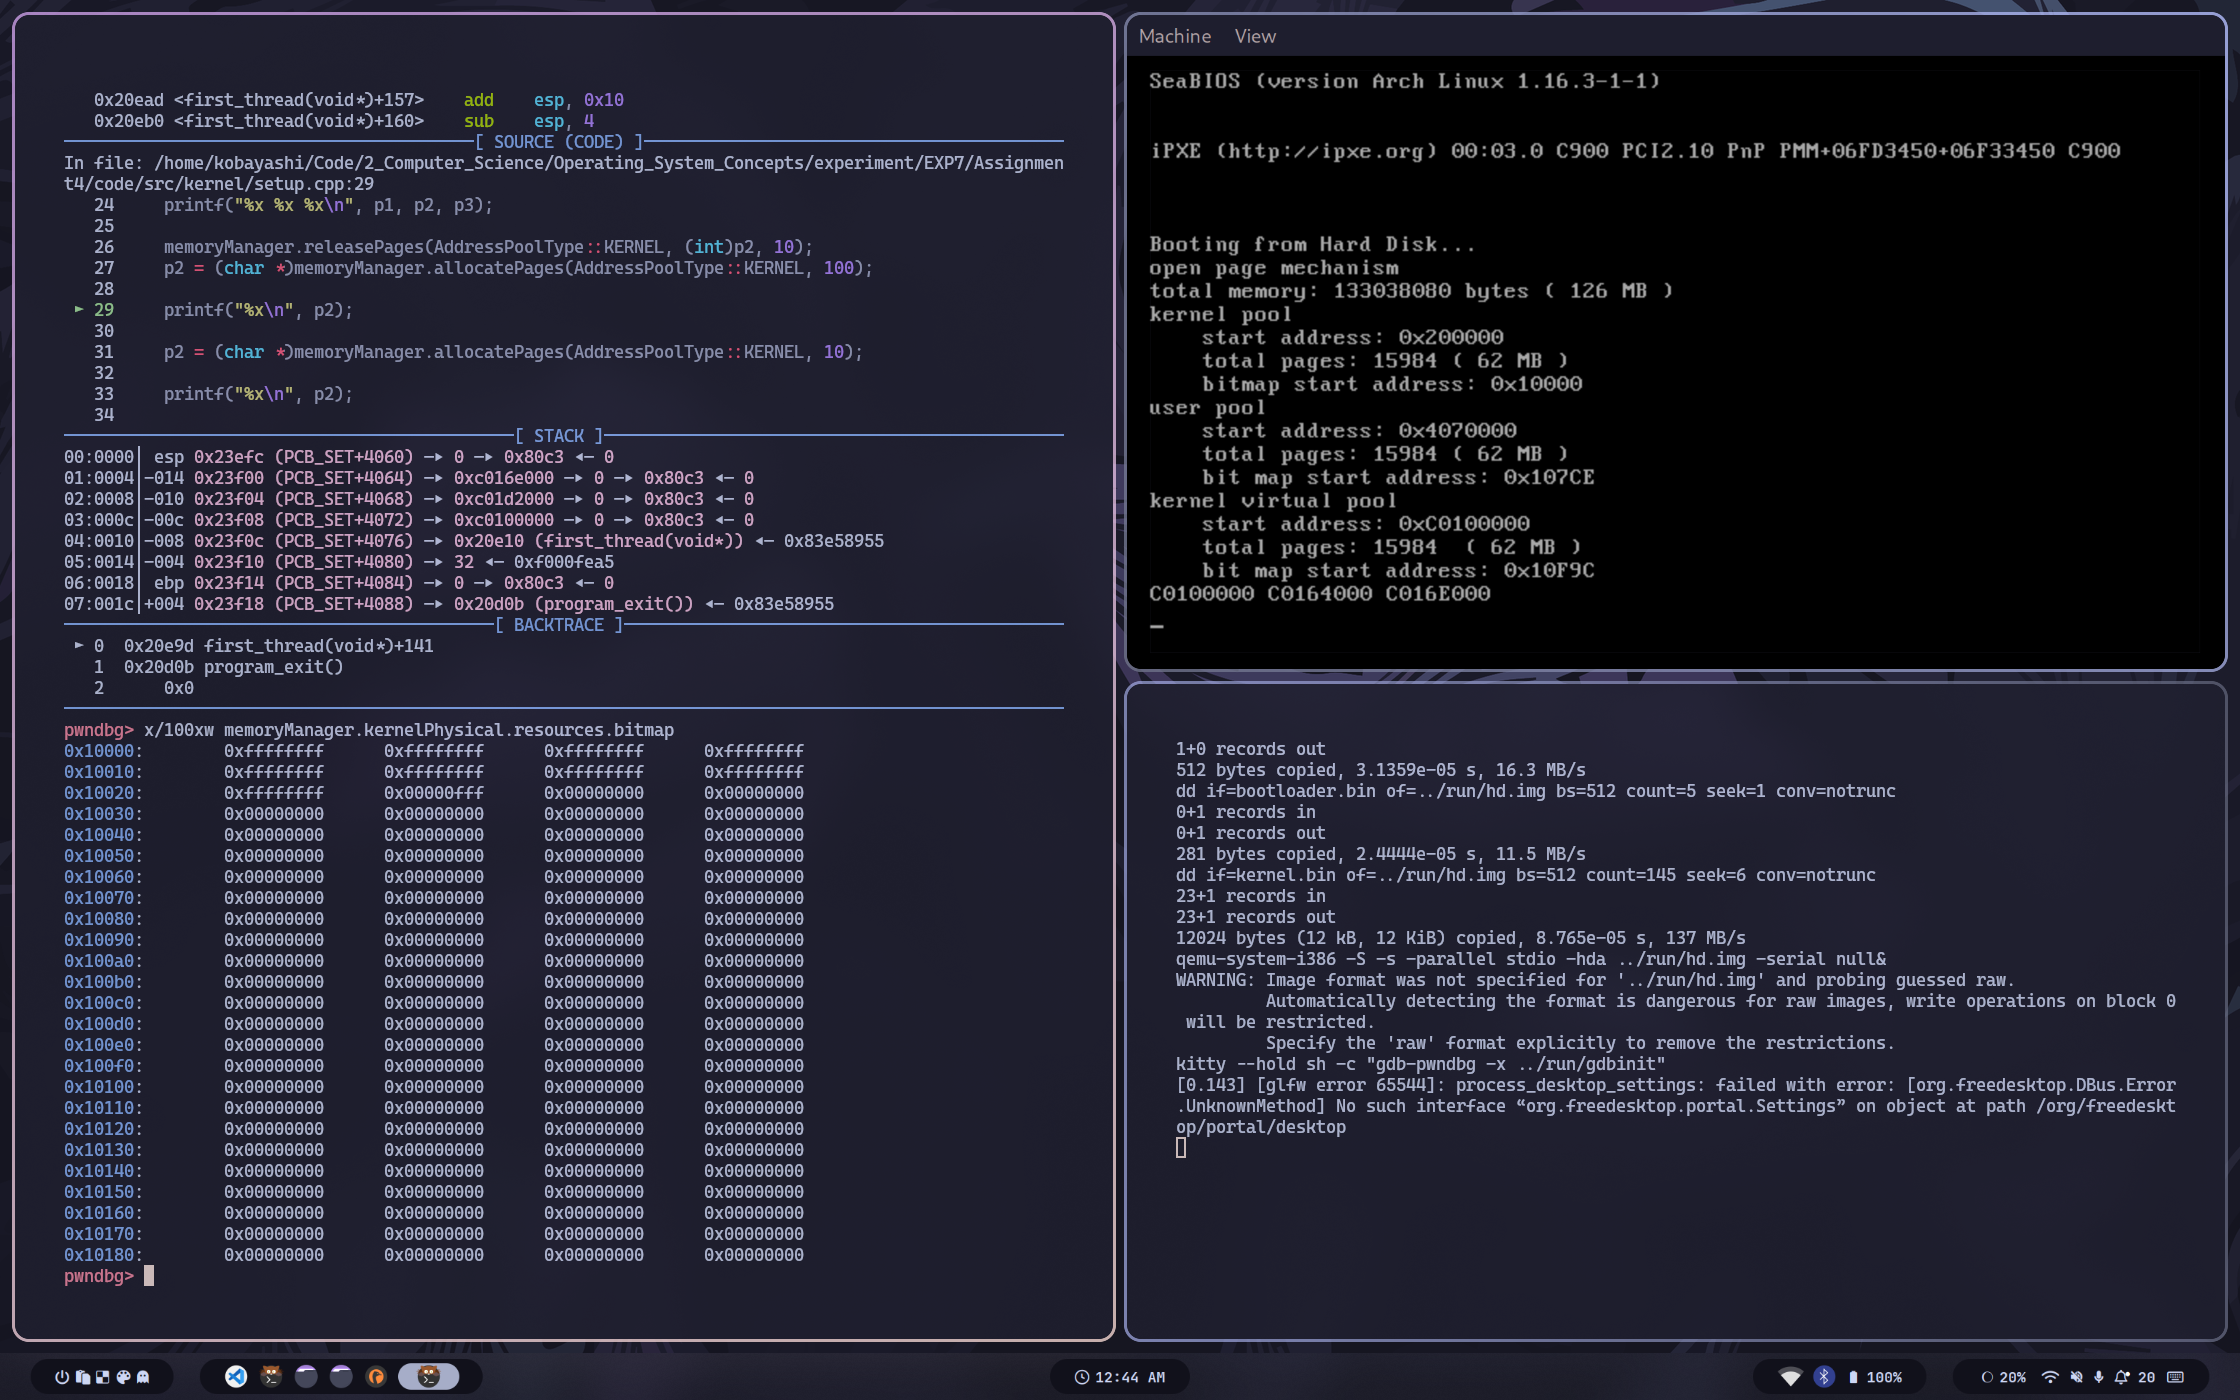 0x20ead <first_thread(void*)+157>    add    esp, 0x10
0x20eb0 <first_thread(void*)+160>    sub    esp, 4
[ SOURCE (CODE) ]
In file: /home/kobayashi/Code/2_Computer_Science/Operating_System_Concepts/experiment/EXP7/Assignmen
t4/code/src/kernel/setup.cpp:29
24     printf("%x %x %x\n", p1, p2, p3);
25
26     memoryManager.releasePages(AddressPoolType::KERNEL, (int)p2, 10);
27     p2 = (char *)memoryManager.allocatePages(AddressPoolType::KERNEL, 100);
28
► 29     printf("%x\n", p2);
30
31     p2 = (char *)memoryManager.allocatePages(AddressPoolType::KERNEL, 10);
32
33     printf("%x\n", p2);
34
[ STACK ]
00:0000│ esp 0x23efc (PCB_SET+4060) —▸ 0 —▸ 0x80c3 ◂— 0
01:0004│-014 0x23f00 (PCB_SET+4064) —▸ 0xc016e000 —▸ 0 —▸ 0x80c3 ◂— 0
02:0008│-010 0x23f04 (PCB_SET+4068) —▸ 0xc01d2000 —▸ 0 —▸ 0x80c3 ◂— 0
03:000c│-00c 0x23f08 (PCB_SET+4072) —▸ 0xc0100000 —▸ 0 —▸ 0x80c3 ◂— 0
04:0010│-008 0x23f0c (PCB_SET+4076) —▸ 0x20e10 (first_thread(void*)) ◂— 0x83e58955
05:0014│-004 0x23f10 (PCB_SET+4080) —▸ 32 ◂— 0xf000fea5
06:0018│ ebp 0x23f14 (PCB_SET+4084) —▸ 0 —▸ 0x80c3 ◂— 0
07:001c│+004 0x23f18 (PCB_SET+4088) —▸ 0x20d0b (program_exit()) ◂— 0x83e58955
[ BACKTRACE ]
► 0  0x20e9d first_thread(void*)+141
1  0x20d0b program_exit()
2      0x0
pwndbg> x/100xw memoryManager.kernelPhysical.resources.bitmap
0x10000:        0xffffffff      0xffffffff      0xffffffff      0xffffffff
0x10010:        0xffffffff      0xffffffff      0xffffffff      0xffffffff
0x10020:        0xffffffff      0x00000fff      0x00000000      0x00000000
0x10030:        0x00000000      0x00000000      0x00000000      0x00000000
0x10040:        0x00000000      0x00000000      0x00000000      0x00000000
0x10050:        0x00000000      0x00000000      0x00000000      0x00000000
0x10060:        0x00000000      0x00000000      0x00000000      0x00000000
0x10070:        0x00000000      0x00000000      0x00000000      0x00000000
0x10080:        0x00000000      0x00000000      0x00000000      0x00000000
0x10090:        0x00000000      0x00000000      0x00000000      0x00000000
0x100a0:        0x00000000      0x00000000      0x00000000      0x00000000
0x100b0:        0x00000000      0x00000000      0x00000000      0x00000000
0x100c0:        0x00000000      0x00000000      0x00000000      0x00000000
0x100d0:        0x00000000      0x00000000      0x00000000      0x00000000
0x100e0:        0x00000000      0x00000000      0x00000000      0x00000000
0x100f0:        0x00000000      0x00000000      0x00000000      0x00000000
0x10100:        0x00000000      0x00000000      0x00000000      0x00000000
0x10110:        0x00000000      0x00000000      0x00000000      0x00000000
0x10120:        0x00000000      0x00000000      0x00000000      0x00000000
0x10130:        0x00000000      0x00000000      0x00000000      0x00000000
0x10140:        0x00000000      0x00000000      0x00000000      0x00000000
0x10150:        0x00000000      0x00000000      0x00000000      0x00000000
0x10160:        0x00000000      0x00000000      0x00000000      0x00000000
0x10170:        0x00000000      0x00000000      0x00000000      0x00000000
0x10180:        0x00000000      0x00000000      0x00000000      0x00000000
pwndbg>
Machine View
SeaBIOS (version Arch Linux 1.16.3-1-1)
iPXE (http://ipxe.org) 00:03.0 C900 PCI2.10 PnP PMM+06FD3450+06F33450 C900
Booting from Hard Disk...
open page mechanism
total memory: 133038080 bytes ( 126 MB )
kernel pool
start address: 0x200000
total pages: 15984 ( 62 MB )
bitmap start address: 0x10000
user pool
start address: 0x4070000
total pages: 15984 ( 62 MB )
bit map start address: 0x107CE
kernel virtual pool
start address: 0xC0100000
total pages: 15984  ( 62 MB )
bit map start address: 0x10F9C
C0100000 C0164000 C016E000
_
1+0 records out
512 bytes copied, 3.1359e-05 s, 16.3 MB/s
dd if=bootloader.bin of=../run/hd.img bs=512 count=5 seek=1 conv=notrunc
0+1 records in
0+1 records out
281 bytes copied, 2.4444e-05 s, 11.5 MB/s
dd if=kernel.bin of=../run/hd.img bs=512 count=145 seek=6 conv=notrunc
23+1 records in
23+1 records out
12024 bytes (12 kB, 12 KiB) copied, 8.765e-05 s, 137 MB/s
qemu-system-i386 -S -s -parallel stdio -hda ../run/hd.img -serial null&
WARNING: Image format was not specified for '../run/hd.img' and probing guessed raw.
Automatically detecting the format is dangerous for raw images, write operations on block 0
will be restricted.
Specify the 'raw' format explicitly to remove the restrictions.
kitty --hold sh -c "gdb-pwndbg -x ../run/gdbinit"
[0.143] [glfw error 65544]: process_desktop_settings: failed with error: [org.freedesktop.DBus.Error
.UnknownMethod] No such interface “org.freedesktop.portal.Settings” on object at path /org/freedeskt
op/portal/desktop
12:44 AM
100%
20%
20